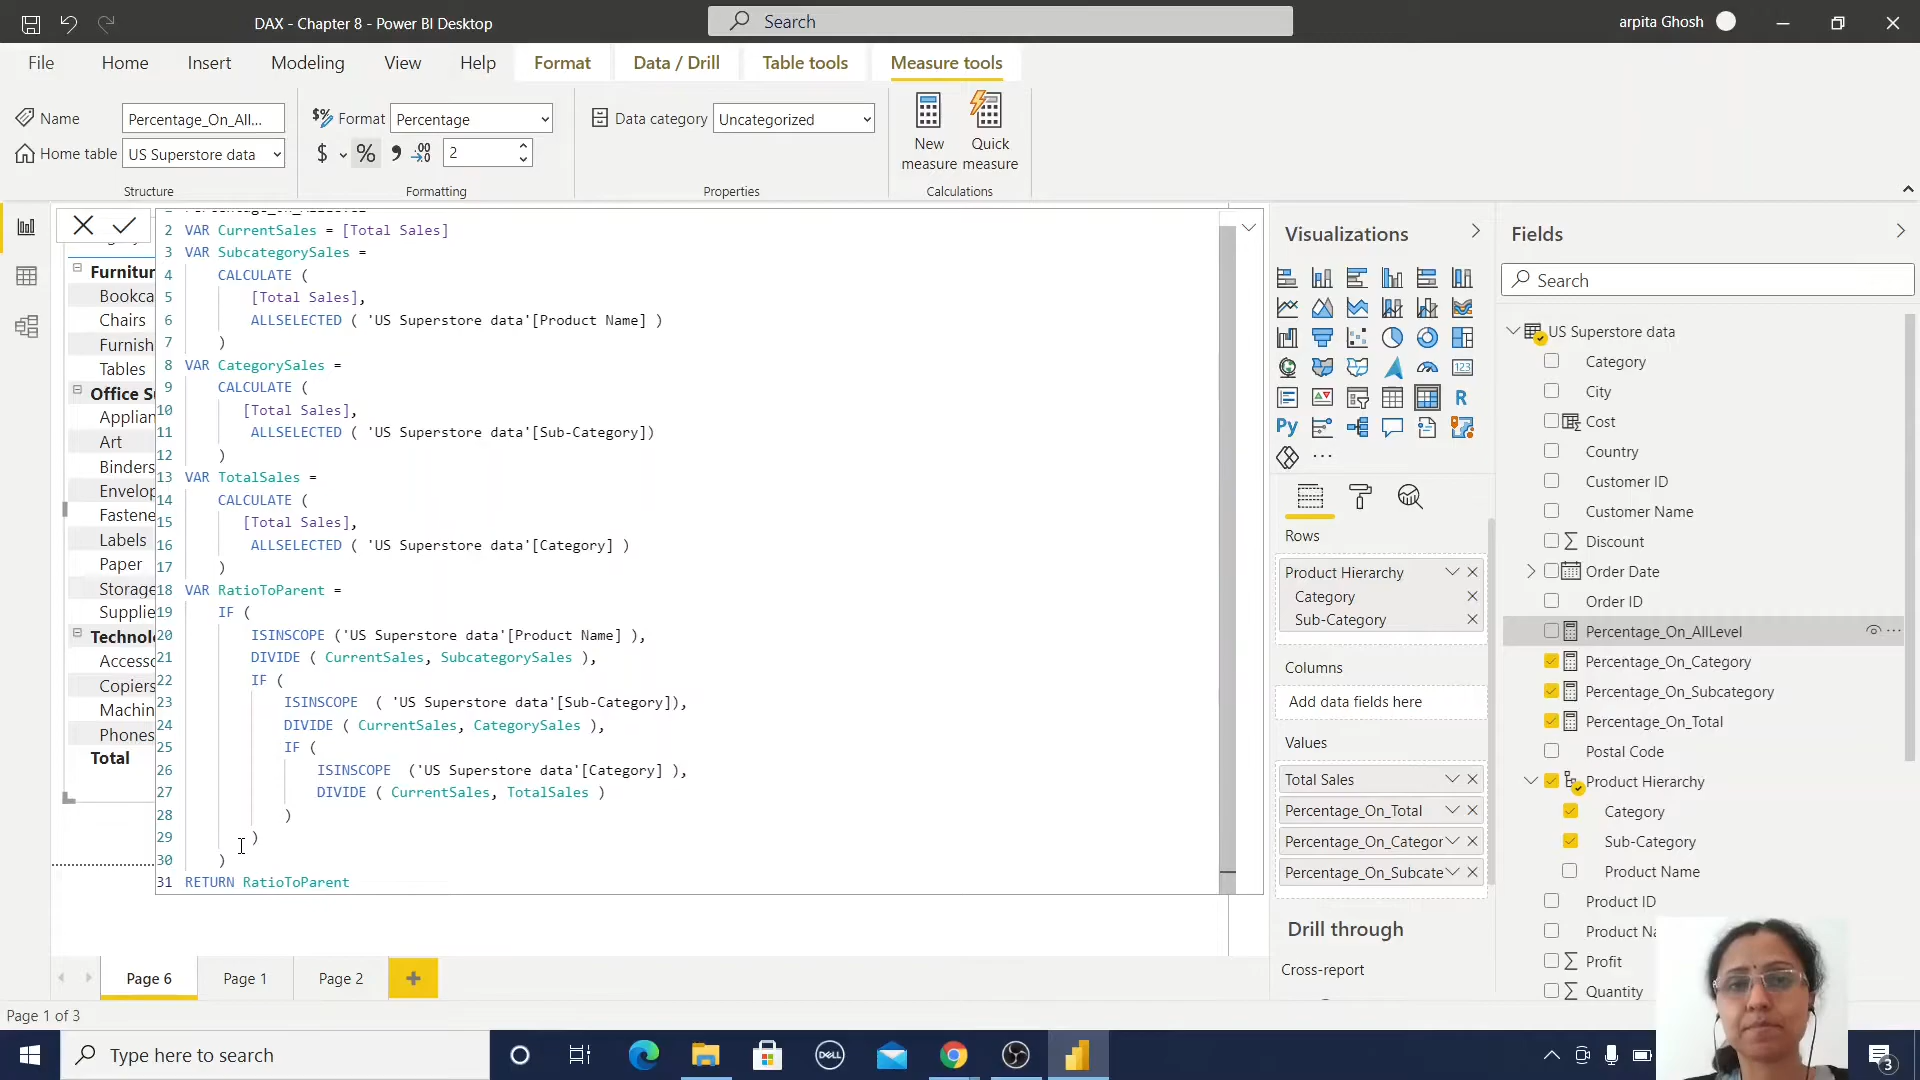 DAX - Chapter 8 - Power BI Desktop
Search
arpita Ghosh
File
Home
Insert
Modeling
View
Help
Format
Data / Drill
Table tools
Measure tools
Name
Percentage_On_All...
Format
Percentage
Data category
Uncategorized
New measure
Quick measure
Home table
US Superstore data
$
%
2
Structure
Formatting
Properties
Calculations
2 VAR CurrentSales = [Total Sales]
3 VAR SubcategorySales =
4 CALCULATE (
5 [Total Sales],
6 ALLSELECTED ( 'US Superstore data'[Product Name] )
7 )
8 VAR CategorySales =
9 CALCULATE (
10 [Total Sales],
11 ALLSELECTED ( 'US Superstore data'[Sub-Category])
12 )
13 VAR TotalSales =
14 CALCULATE (
15 [Total Sales],
16 ALLSELECTED ( 'US Superstore data'[Category] )
17 )
18 VAR RatioToParent =
19 IF (
20 ISINSCOPE ('US Superstore data'[Product Name] ),
21 DIVIDE ( CurrentSales, SubcategorySales ),
22 IF (
23 ISINSCOPE ( 'US Superstore data'[Sub-Category]),
24 DIVIDE ( CurrentSales, CategorySales ),
25 IF (
26 ISINSCOPE ('US Superstore data'[Category] ),
27 DIVIDE ( CurrentSales, TotalSales )
28 )
29 )
30 )
31 RETURN RatioToParent
Furnitur
Bookca
Chairs
Furnish
Tables
Office S
Applian
Art
Binders
Envelop
Fastene
Labels
Paper
Storage
Supplie
Technol
Accesso
Copiers
Machin
Phones
Total
Visualizations
R
Py
123
...
Rows
Product Hierarchy
Category
Sub-Category
Columns
Add data fields here
Values
Total Sales
Percentage_On_Total
Percentage_On_Categor
Percentage_On_Subcate
Drill through
Cross-report
Fields
Search
US Superstore data
Category
City
Cost
Country
Customer ID
Customer Name
Discount
Order Date
Order ID
Percentage_On_AllLevel
Percentage_On_Category
Percentage_On_Subcategory
Percentage_On_Total
Postal Code
Product Hierarchy
Category
Sub-Category
Product Name
Product ID
Product Na
Profit
Quantity
Page 6
Page 1
Page 2
+
Page 1 of 3
Type here to search
DELL
3